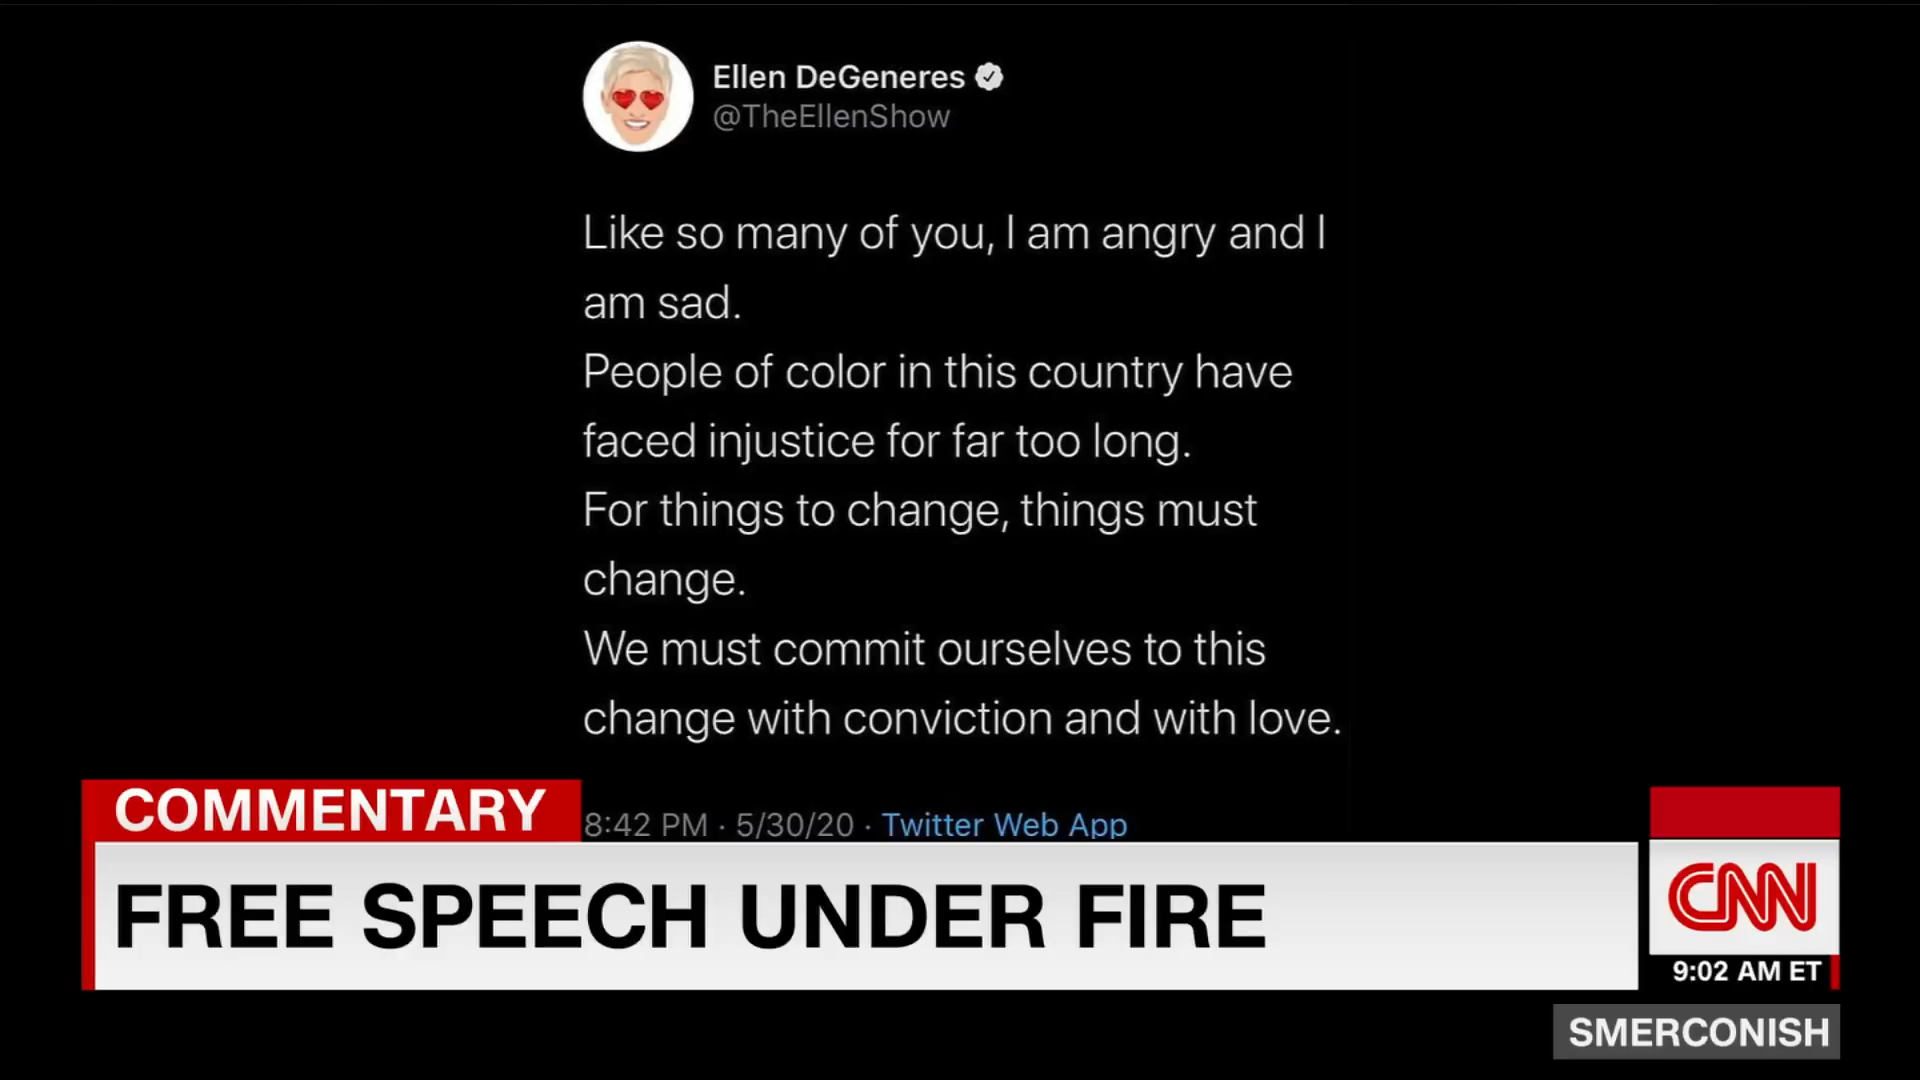 Ellen DeGeneres
@TheEllenShow
Like so many of you, I am angry and I
am sad.
People of color in this country have
faced injustice for far too long.
For things to change, things must
change.
We must commit ourselves to this
change with conviction and with love.
8:42 PM · 5/30/20 · Twitter Web App
COMMENTARY
FREE SPEECH UNDER FIRE
CNN
9:02 AM ET
SMERCONISH